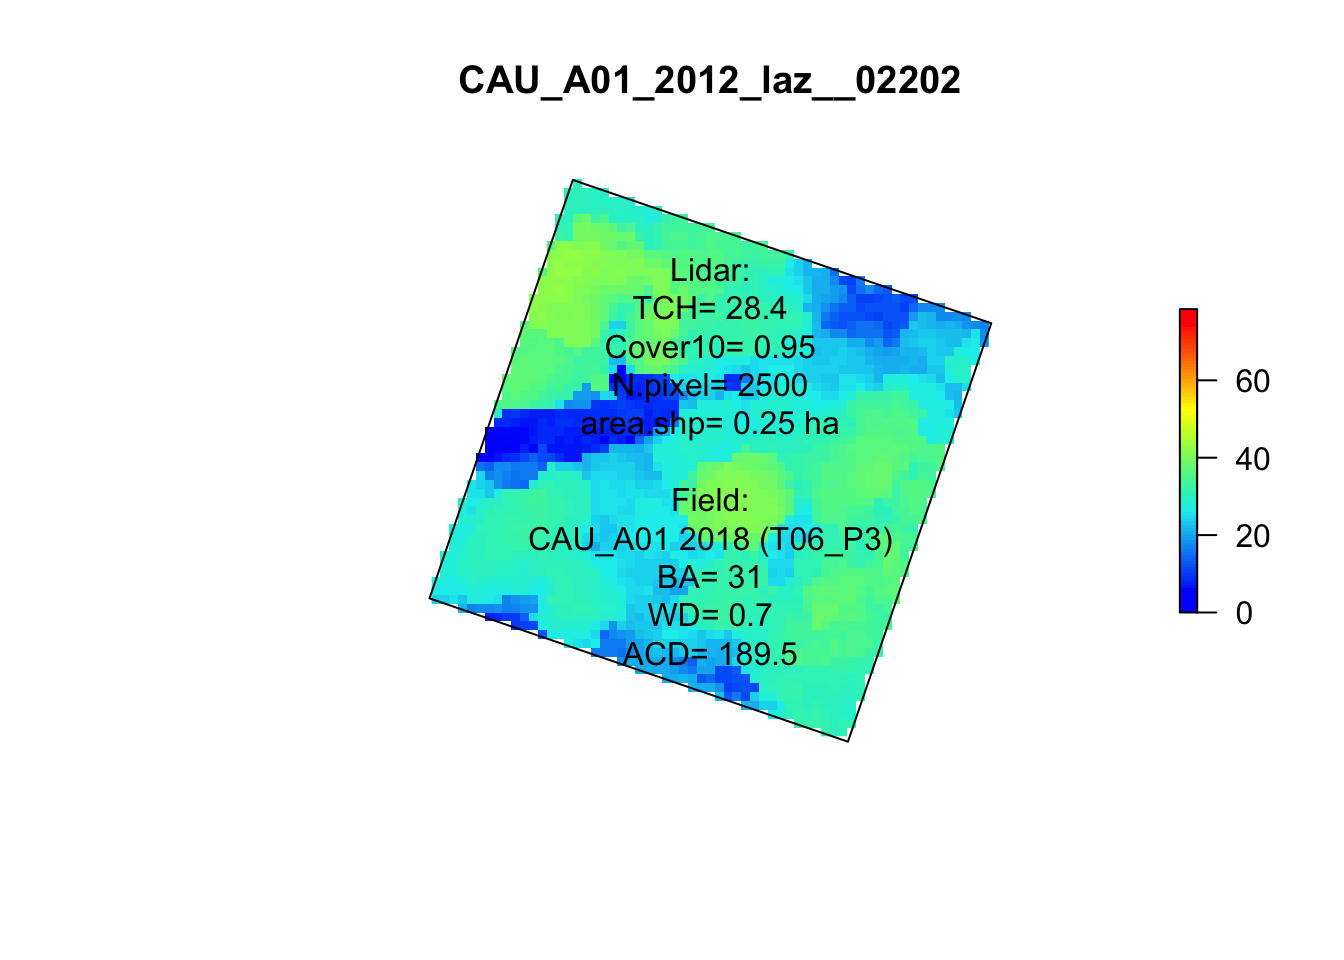 CAU_A01_2012_laz__02202
Lidar:
TCH= 28.4
Cover10= 0.95
N.pixel= 2500
area.shp= 0.25 ha
Field:
CAU_A01 2018 (T06_P3)
BA= 31
WD= 0.7
ACD= 189.5
60
40
20
0